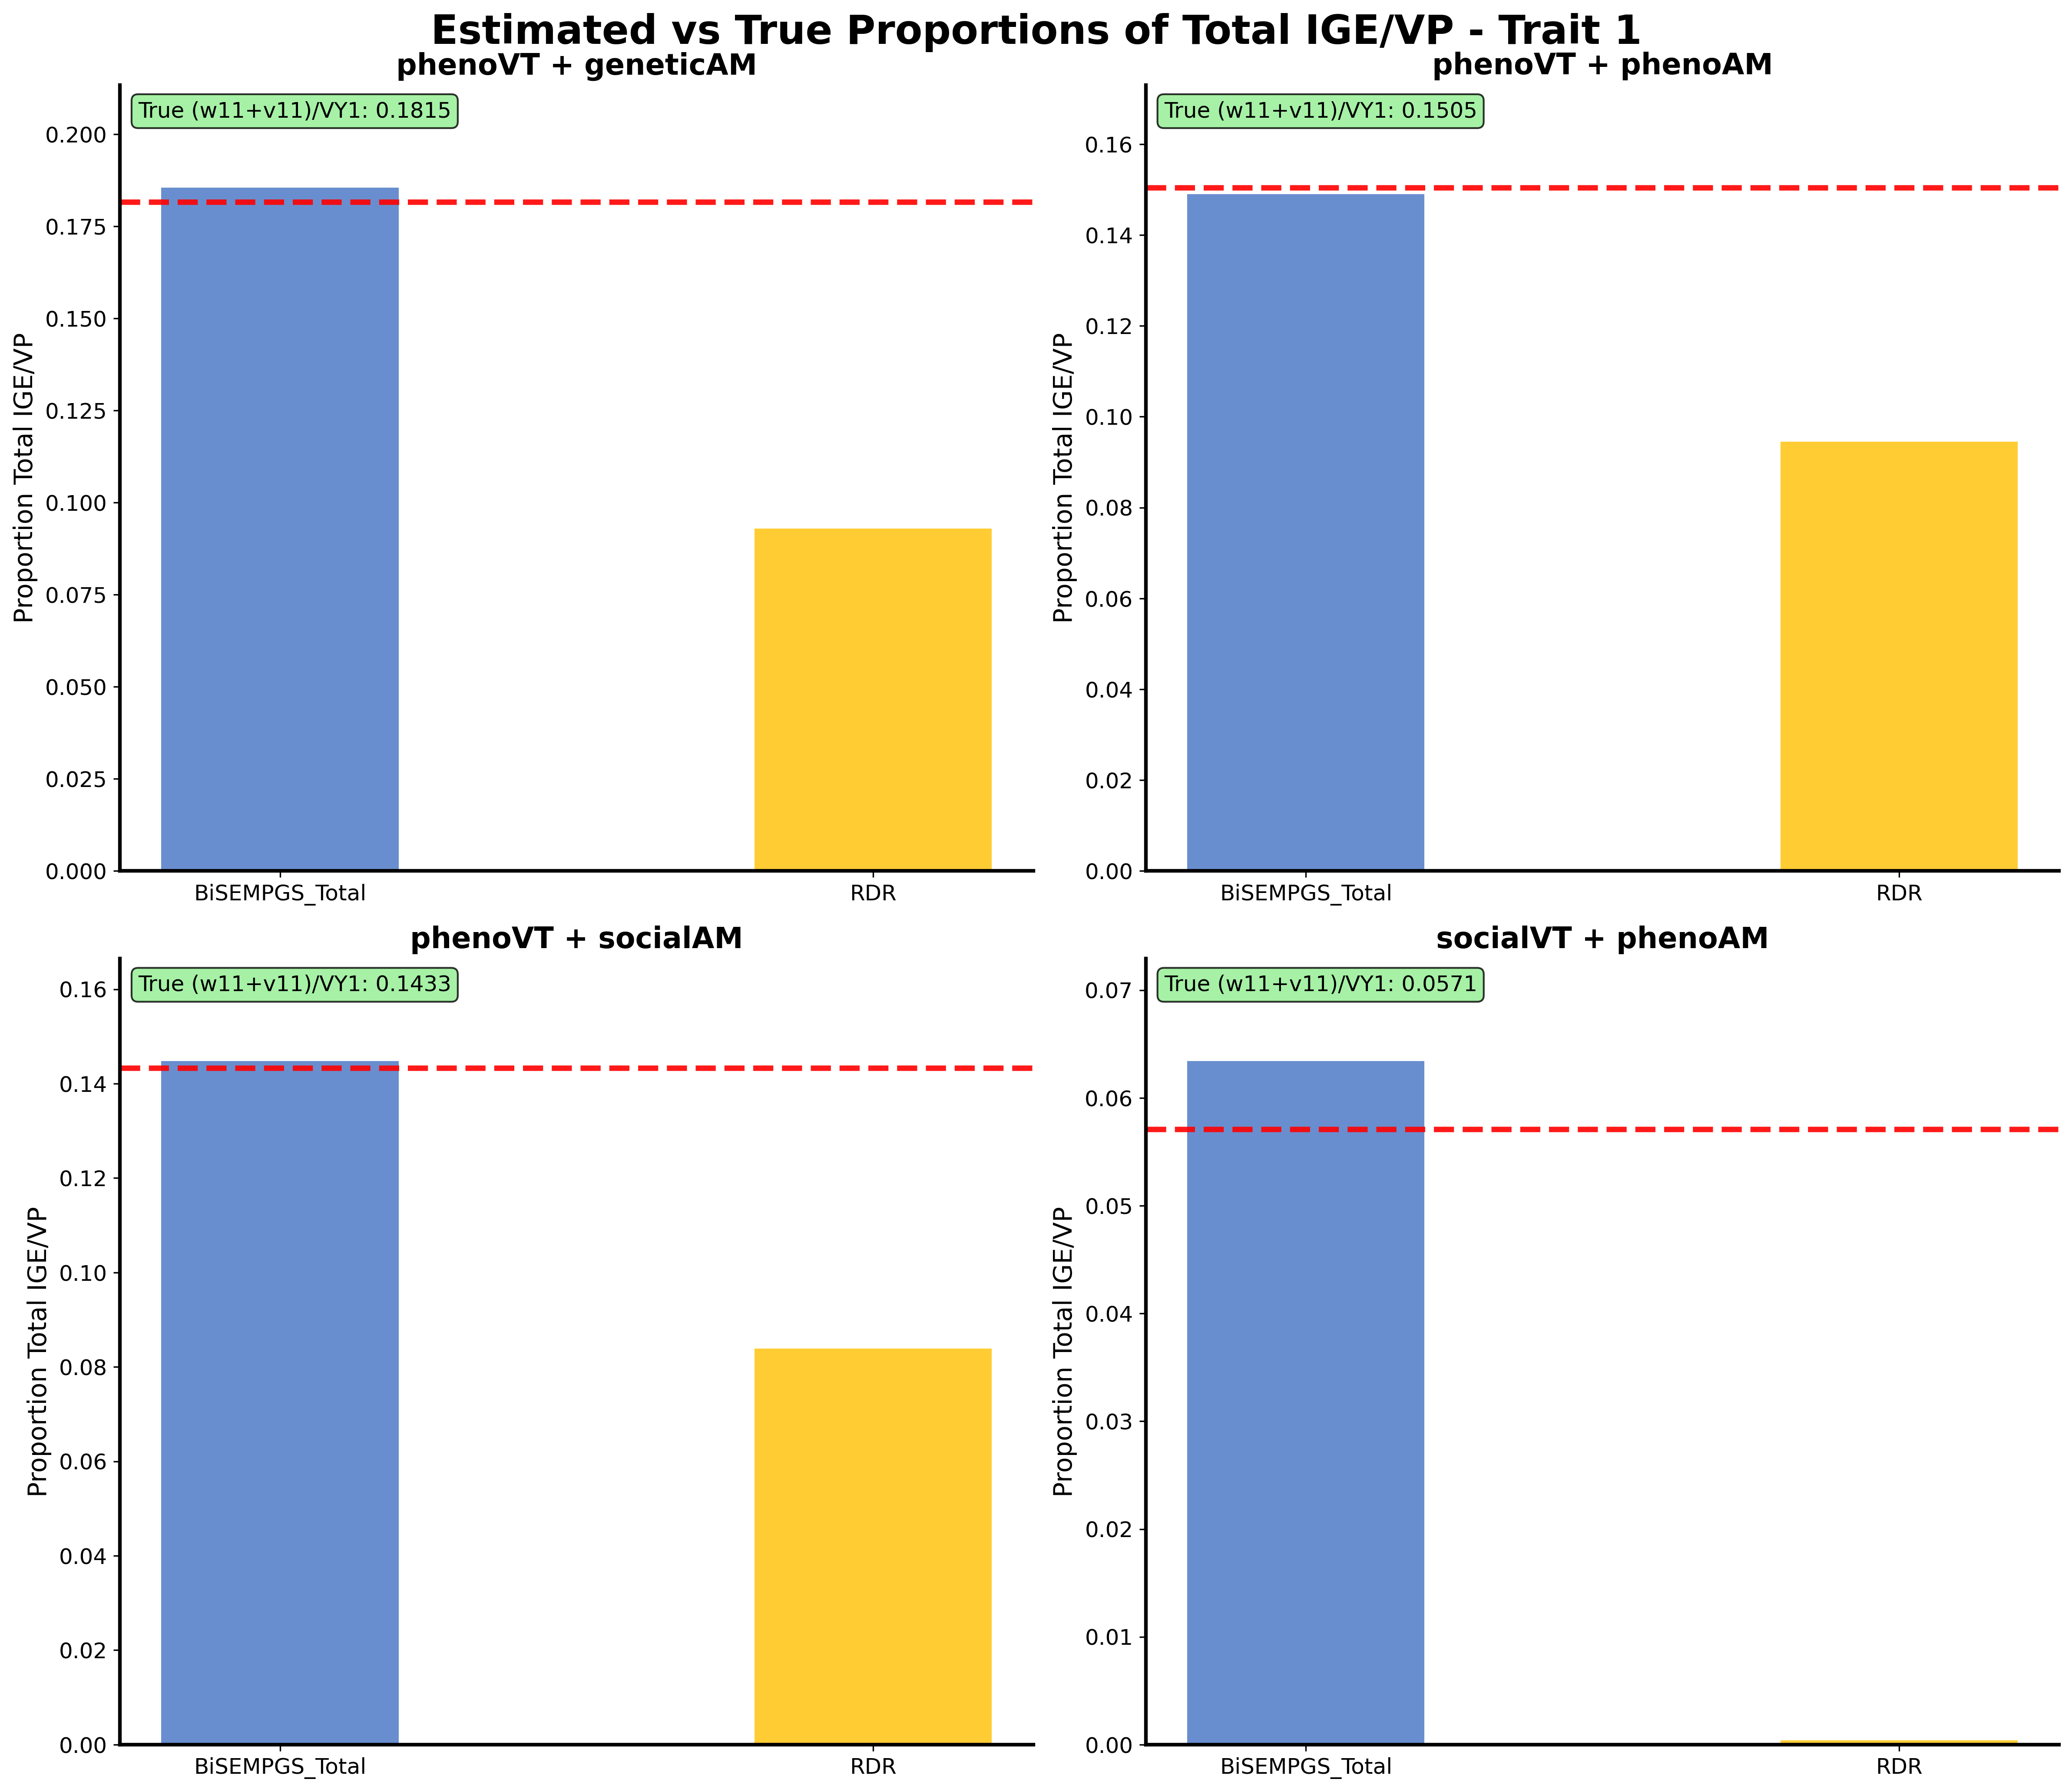 Estimated vs True Proportions of Total IGE/VP - Trait 1
phenoVT + geneticAM
True (w11+v11)/VY1: 0.1815
Proportion Total IGE/VP
0.200
0.175
0.150
0.125
0.100
0.075
0.050
0.025
0.000
BiSEMPGS_Total
RDR
phenoVT + phenoAM
True (w11+v11)/VY1: 0.1505
Proportion Total IGE/VP
0.16
0.14
0.12
0.10
0.08
0.06
0.04
0.02
0.00
BiSEMPGS_Total
RDR
phenoVT + socialAM
True (w11+v11)/VY1: 0.1433
Proportion Total IGE/VP
0.16
0.14
0.12
0.10
0.08
0.06
0.04
0.02
0.00
BiSEMPGS_Total
RDR
socialVT + phenoAM
True (w11+v11)/VY1: 0.0571
Proportion Total IGE/VP
0.07
0.06
0.05
0.04
0.03
0.02
0.01
0.00
BiSEMPGS_Total
RDR